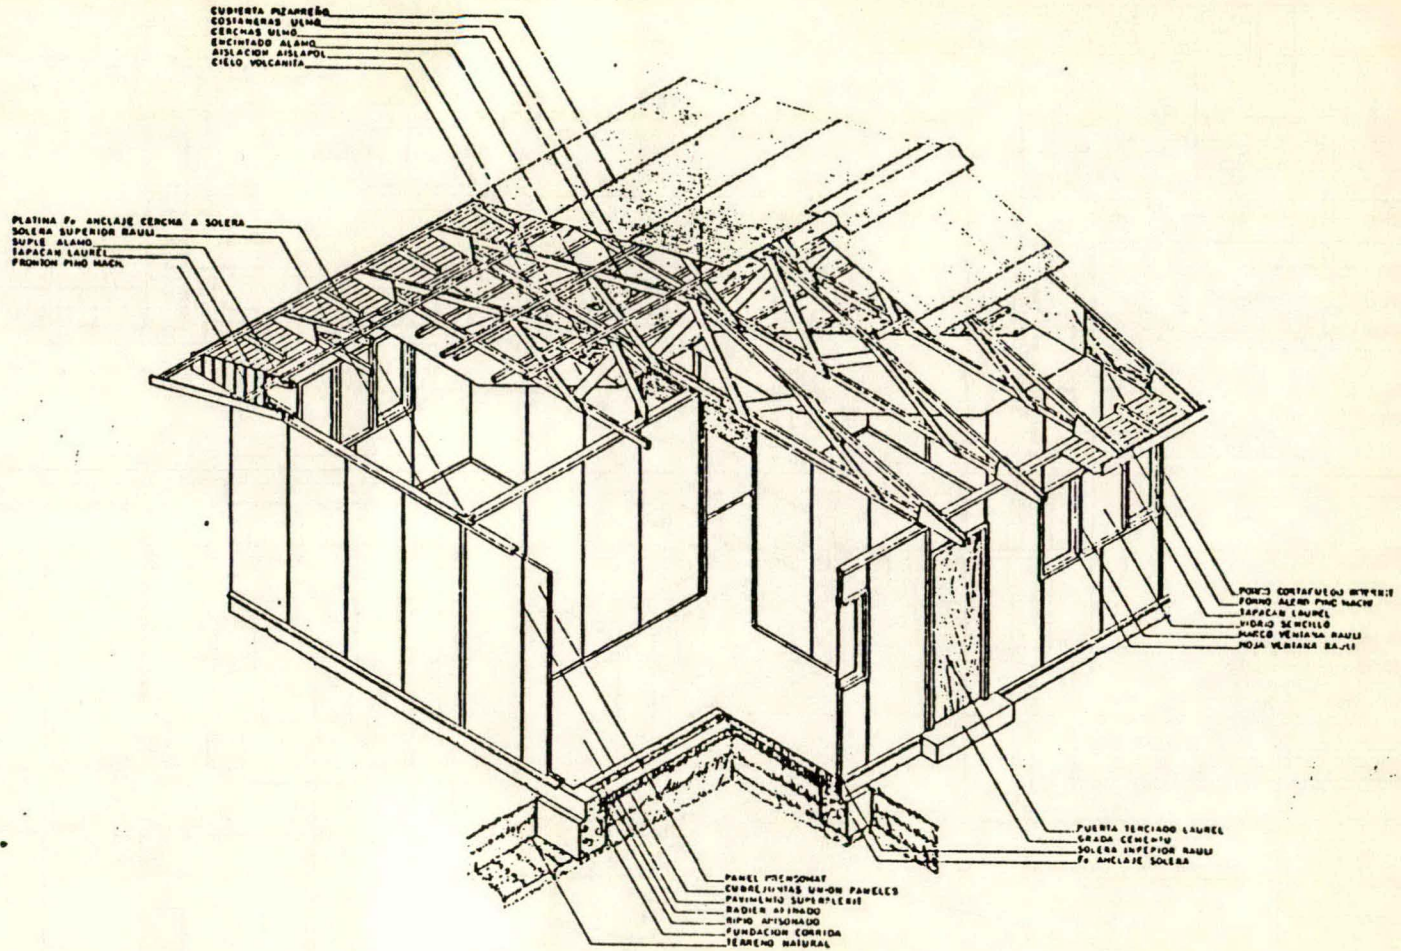 CUBIERTA PIZARREÑO
COSTANERAS ULMO
CERCHAS ULMO
ENCINTADO ALAMO
AISLACION AISLAPOL
CIELO VOLCANITA
PLATINA Fe ANCLAJE CERCHA A SOLERA
SOLERA SUPERIOR RAULI
SUPLE ALAMO
TAPACAN LAUREL
FRONTON PINO MACH.
CORTAFUEGO INTERNIT
FORRO ALERO PINO MACH
TAPACAN LAUREL
VIDRIO SENCILLO
MARCO VENTANA RAULI
HOJA VENTANA RAULI
PUERTA TERCIADO LAUREL
GRADA CEMENTO
SOLERA INFERIOR RAULI
Fe ANCLAJE SOLERA
PANEL PRENSOMAT
CUBREJUNTAS UNION PANELES
PAVIMENTO SUPERFLEXIT
RADIER AFINADO
RIPIO APISONADO
FUNDACION CORRIDA
TERRENO NATURAL